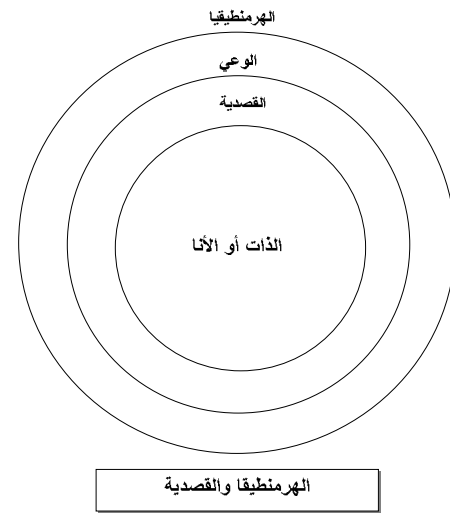 الهرمنطيقيا
الوعي
القصدية
الذات أو الأنا
الهرمنطيقا والقصدية